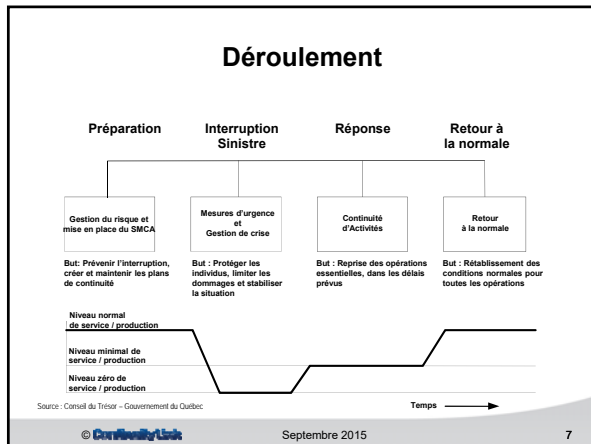 Déroulement
Préparation
Interruption
Sinistre
Réponse
Retour à
la normale
Gestion du risque et
mise en place du SMCA
Mesures d'urgence
et
Gestion de crise
Continuité
d'Activités
Retour
à la normale
But: Prévenir l'interruption,
créer et maintenir les plans
de continuité
But : Protéger les
individus, limiter les
dommages et stabiliser
la situation
But : Reprise des opérations
essentielles, dans les délais
prévus
But : Rétablissement des
conditions normales pour
toutes les opérations
Niveau normal
de service / production
Niveau minimal de
service / production
Niveau zéro de
service / production
Source : Conseil du Trésor – Gouvernement du Québec
Temps
© ContinuityLink
Septembre 2015
7